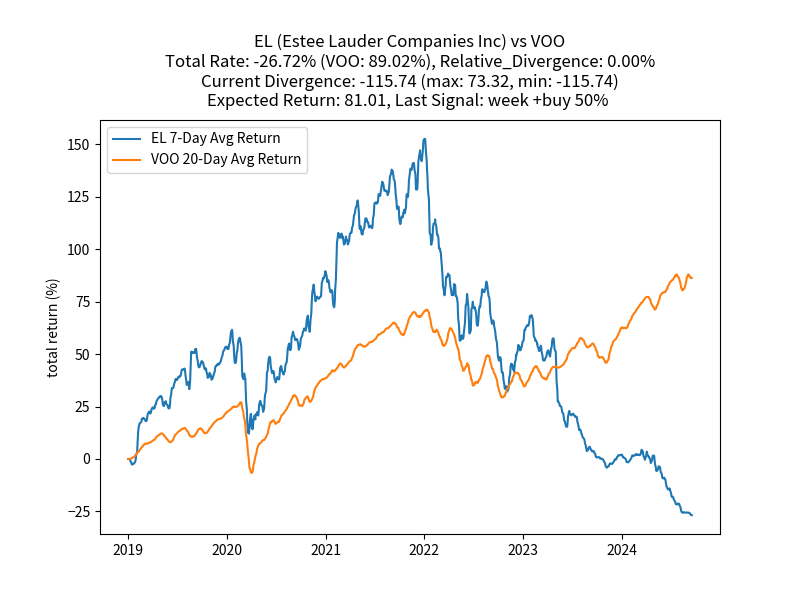 EL (Estee Lauder Companies Inc) vs VOO
Total Rate: -26.72% (VOO: 89.02%), Relative_Divergence: 0.00%
Current Divergence: -115.74 (max: 73.32, min: -115.74)
Expected Return: 81.01, Last Signal: week +buy 50%
EL 7-Day Avg Return
VOO 20-Day Avg Return
total return (%)
150
125
100
75
50
25
0
−25
2019 2020 2021 2022 2023 2024